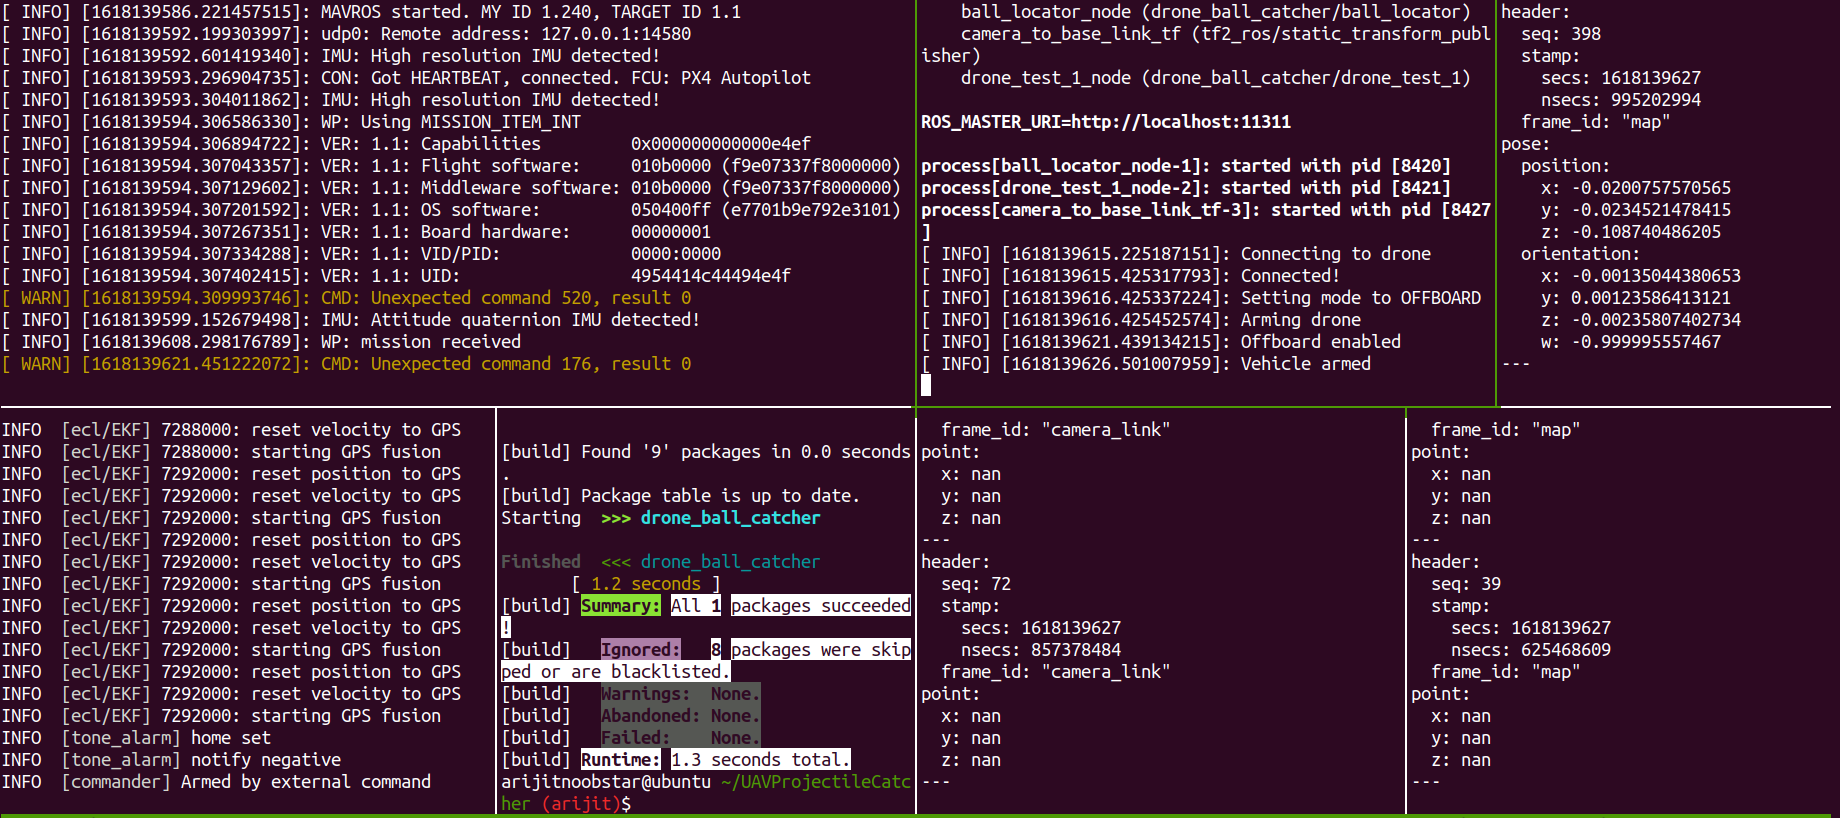 [ INFO] [1618139586.221457515]: MAVROS started. MY ID 1.240, TARGET ID 1.1
[ INFO] [1618139592.199303997]: udp0: Remote address: 127.0.0.1:14580
[ INFO] [1618139592.601419340]: IMU: High resolution IMU detected!
[ INFO] [1618139593.296904735]: CON: Got HEARTBEAT, connected. FCU: PX4 Autopilot
[ INFO] [1618139593.304011862]: IMU: High resolution IMU detected!
[ INFO] [1618139594.306586330]: WP: Using MISSION_ITEM_INT
[ INFO] [1618139594.306894722]: VER: 1.1: Capabilities         0x000000000000e4ef
[ INFO] [1618139594.307043357]: VER: 1.1: Flight software:     010b0000 (f9e07337f8000000)
[ INFO] [1618139594.307129602]: VER: 1.1: Middleware software: 010b0000 (f9e07337f8000000)
[ INFO] [1618139594.307201592]: VER: 1.1: OS software:         050400ff (e7701b9e792e3101)
[ INFO] [1618139594.307267351]: VER: 1.1: Board hardware:      00000001
[ INFO] [1618139594.307334288]: VER: 1.1: VID/PID:             0000:0000
[ INFO] [1618139594.307402415]: VER: 1.1: UID:                 4954414c44494e4f
[ WARN] [1618139594.309993746]: CMD: Unexpected command 520, result 0
[ INFO] [1618139599.152679498]: IMU: Attitude quaternion IMU detected!
[ INFO] [1618139608.298176789]: WP: mission received
[ WARN] [1618139621.451222072]: CMD: Unexpected command 176, result 0
ball_locator_node (drone_ball_catcher/ball_locator)
camera_to_base_link_tf (tf2_ros/static_transform_publ
isher)
drone_test_1_node (drone_ball_catcher/drone_test_1)
ROS_MASTER_URI=http://localhost:11311
process[ball_locator_node-1]: started with pid [8420]
process[drone_test_1_node-2]: started with pid [8421]
process[camera_to_base_link_tf-3]: started with pid [8427
]
[ INFO] [1618139615.225187151]: Connecting to drone
[ INFO] [1618139615.425317793]: Connected!
[ INFO] [1618139616.425337224]: Setting mode to OFFBOARD
[ INFO] [1618139616.425452574]: Arming drone
[ INFO] [1618139621.439134215]: Offboard enabled
[ INFO] [1618139626.501007959]: Vehicle armed
header:
seq: 398
stamp:
secs: 1618139627
nsecs: 995202994
frame_id: "map"
pose:
position:
x: -0.0200757570565
y: -0.0234521478415
z: -0.108740486205
orientation:
x: -0.00135044380653
y: 0.00123586413121
z: -0.00235807402734
w: -0.999995557467
---
INFO  [ecl/EKF] 7288000: reset velocity to GPS
INFO  [ecl/EKF] 7288000: starting GPS fusion
INFO  [ecl/EKF] 7292000: reset position to GPS
INFO  [ecl/EKF] 7292000: reset velocity to GPS
INFO  [ecl/EKF] 7292000: starting GPS fusion
INFO  [ecl/EKF] 7292000: reset position to GPS
INFO  [ecl/EKF] 7292000: reset velocity to GPS
INFO  [ecl/EKF] 7292000: starting GPS fusion
INFO  [ecl/EKF] 7292000: reset position to GPS
INFO  [ecl/EKF] 7292000: reset velocity to GPS
INFO  [ecl/EKF] 7292000: starting GPS fusion
INFO  [ecl/EKF] 7292000: reset position to GPS
INFO  [ecl/EKF] 7292000: reset velocity to GPS
INFO  [ecl/EKF] 7292000: starting GPS fusion
INFO  [tone_alarm] home set
INFO  [tone_alarm] notify negative
INFO  [commander] Armed by external command
[build] Found '9' packages in 0.0 seconds
.
[build] Package table is up to date.
Starting  >>> drone_ball_catcher
Finished  <<< drone_ball_catcher
[ 1.2 seconds ]
[build] Summary: All 1 packages succeeded
!
[build]   Ignored:   8 packages were skip
ped or are blacklisted.
[build]   Warnings:  None.
[build]   Abandoned: None.
[build]   Failed:    None.
[build] Runtime: 1.3 seconds total.
arijitnoobstar@ubuntu ~/UAVProjectileCatc
her (arijit)$
frame_id: "camera_link"
point:
x: nan
y: nan
z: nan
---
header:
seq: 72
stamp:
secs: 1618139627
nsecs: 857378484
frame_id: "camera_link"
point:
x: nan
y: nan
z: nan
---
frame_id: "map"
point:
x: nan
y: nan
z: nan
---
header:
seq: 39
stamp:
secs: 1618139627
nsecs: 625468609
frame_id: "map"
point:
x: nan
y: nan
z: nan
---